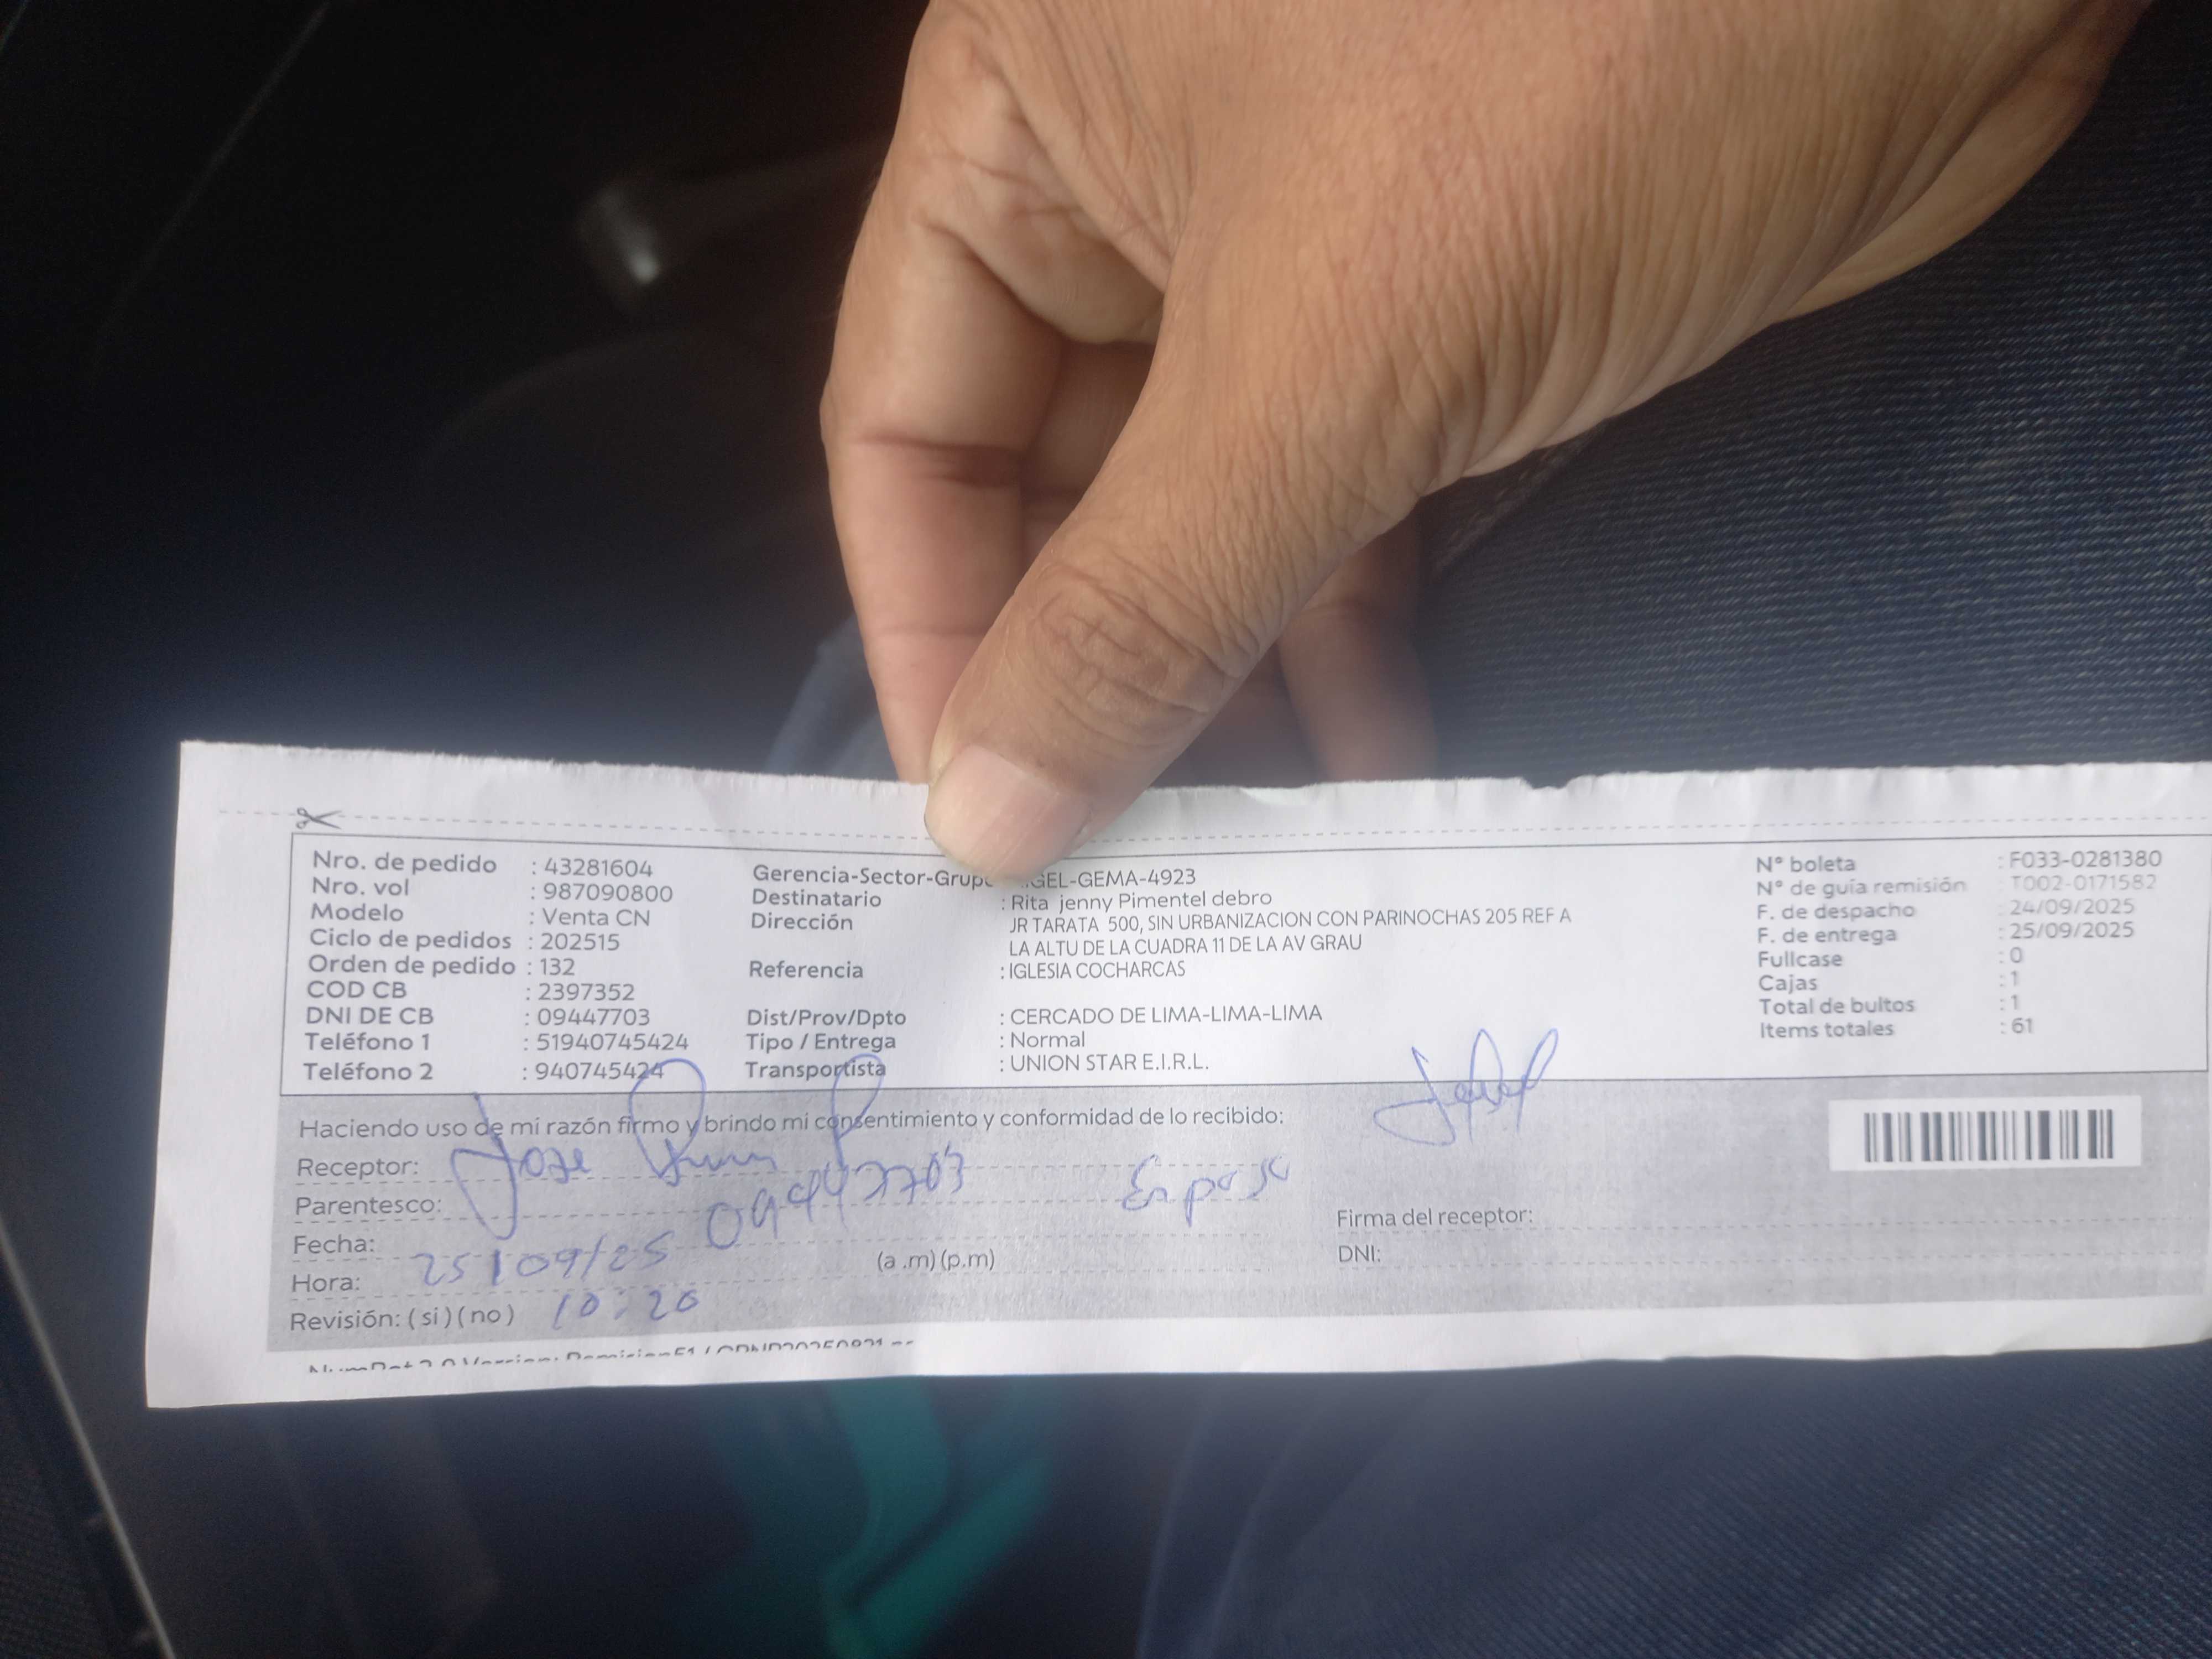 Nro. de pedido : 43281604
Nro. vol : 987090800
Modelo : Venta CN
Ciclo de pedidos : 202515
Orden de pedido : 132
COD CB : 2397352
DNI DE CB : 09447703
Teléfono 1 : 51940745424
Teléfono 2 : 940745424
Gerencia-Sector-Grupo GEL-GEMA-4923
Destinatario : Rita jenny Pimentel debro
Dirección JR TARATA 500, SIN URBANIZACION CON PARINOCHAS 205 REF A
LA ALTU DE LA CUADRA 11 DE LA AV GRAU
Referencia : IGLESIA COCHARCAS
Dist/Prov/Dpto : CERCADO DE LIMA-LIMA-LIMA
Tipo / Entrega : Normal
Transportista : UNION STAR E.I.R.L.
N° boleta : F033-0281380
N° de guía remisión : T002-0171582
F. de despacho : 24/09/2025
F. de entrega : 25/09/2025
Fullcase : 0
Cajas : 1
Total de bultos : 1
Items totales : 61
Haciendo uso de mi razón firmo y brindo mi consentimiento y conformidad de lo recibido:
Receptor: Jose
Parentesco: 09447703 Esposo
Fecha: 25/09/25
Hora: 10:20 (a .m) (p.m)
Revisión: ( si ) ( no )
Firma del receptor:
DNI: